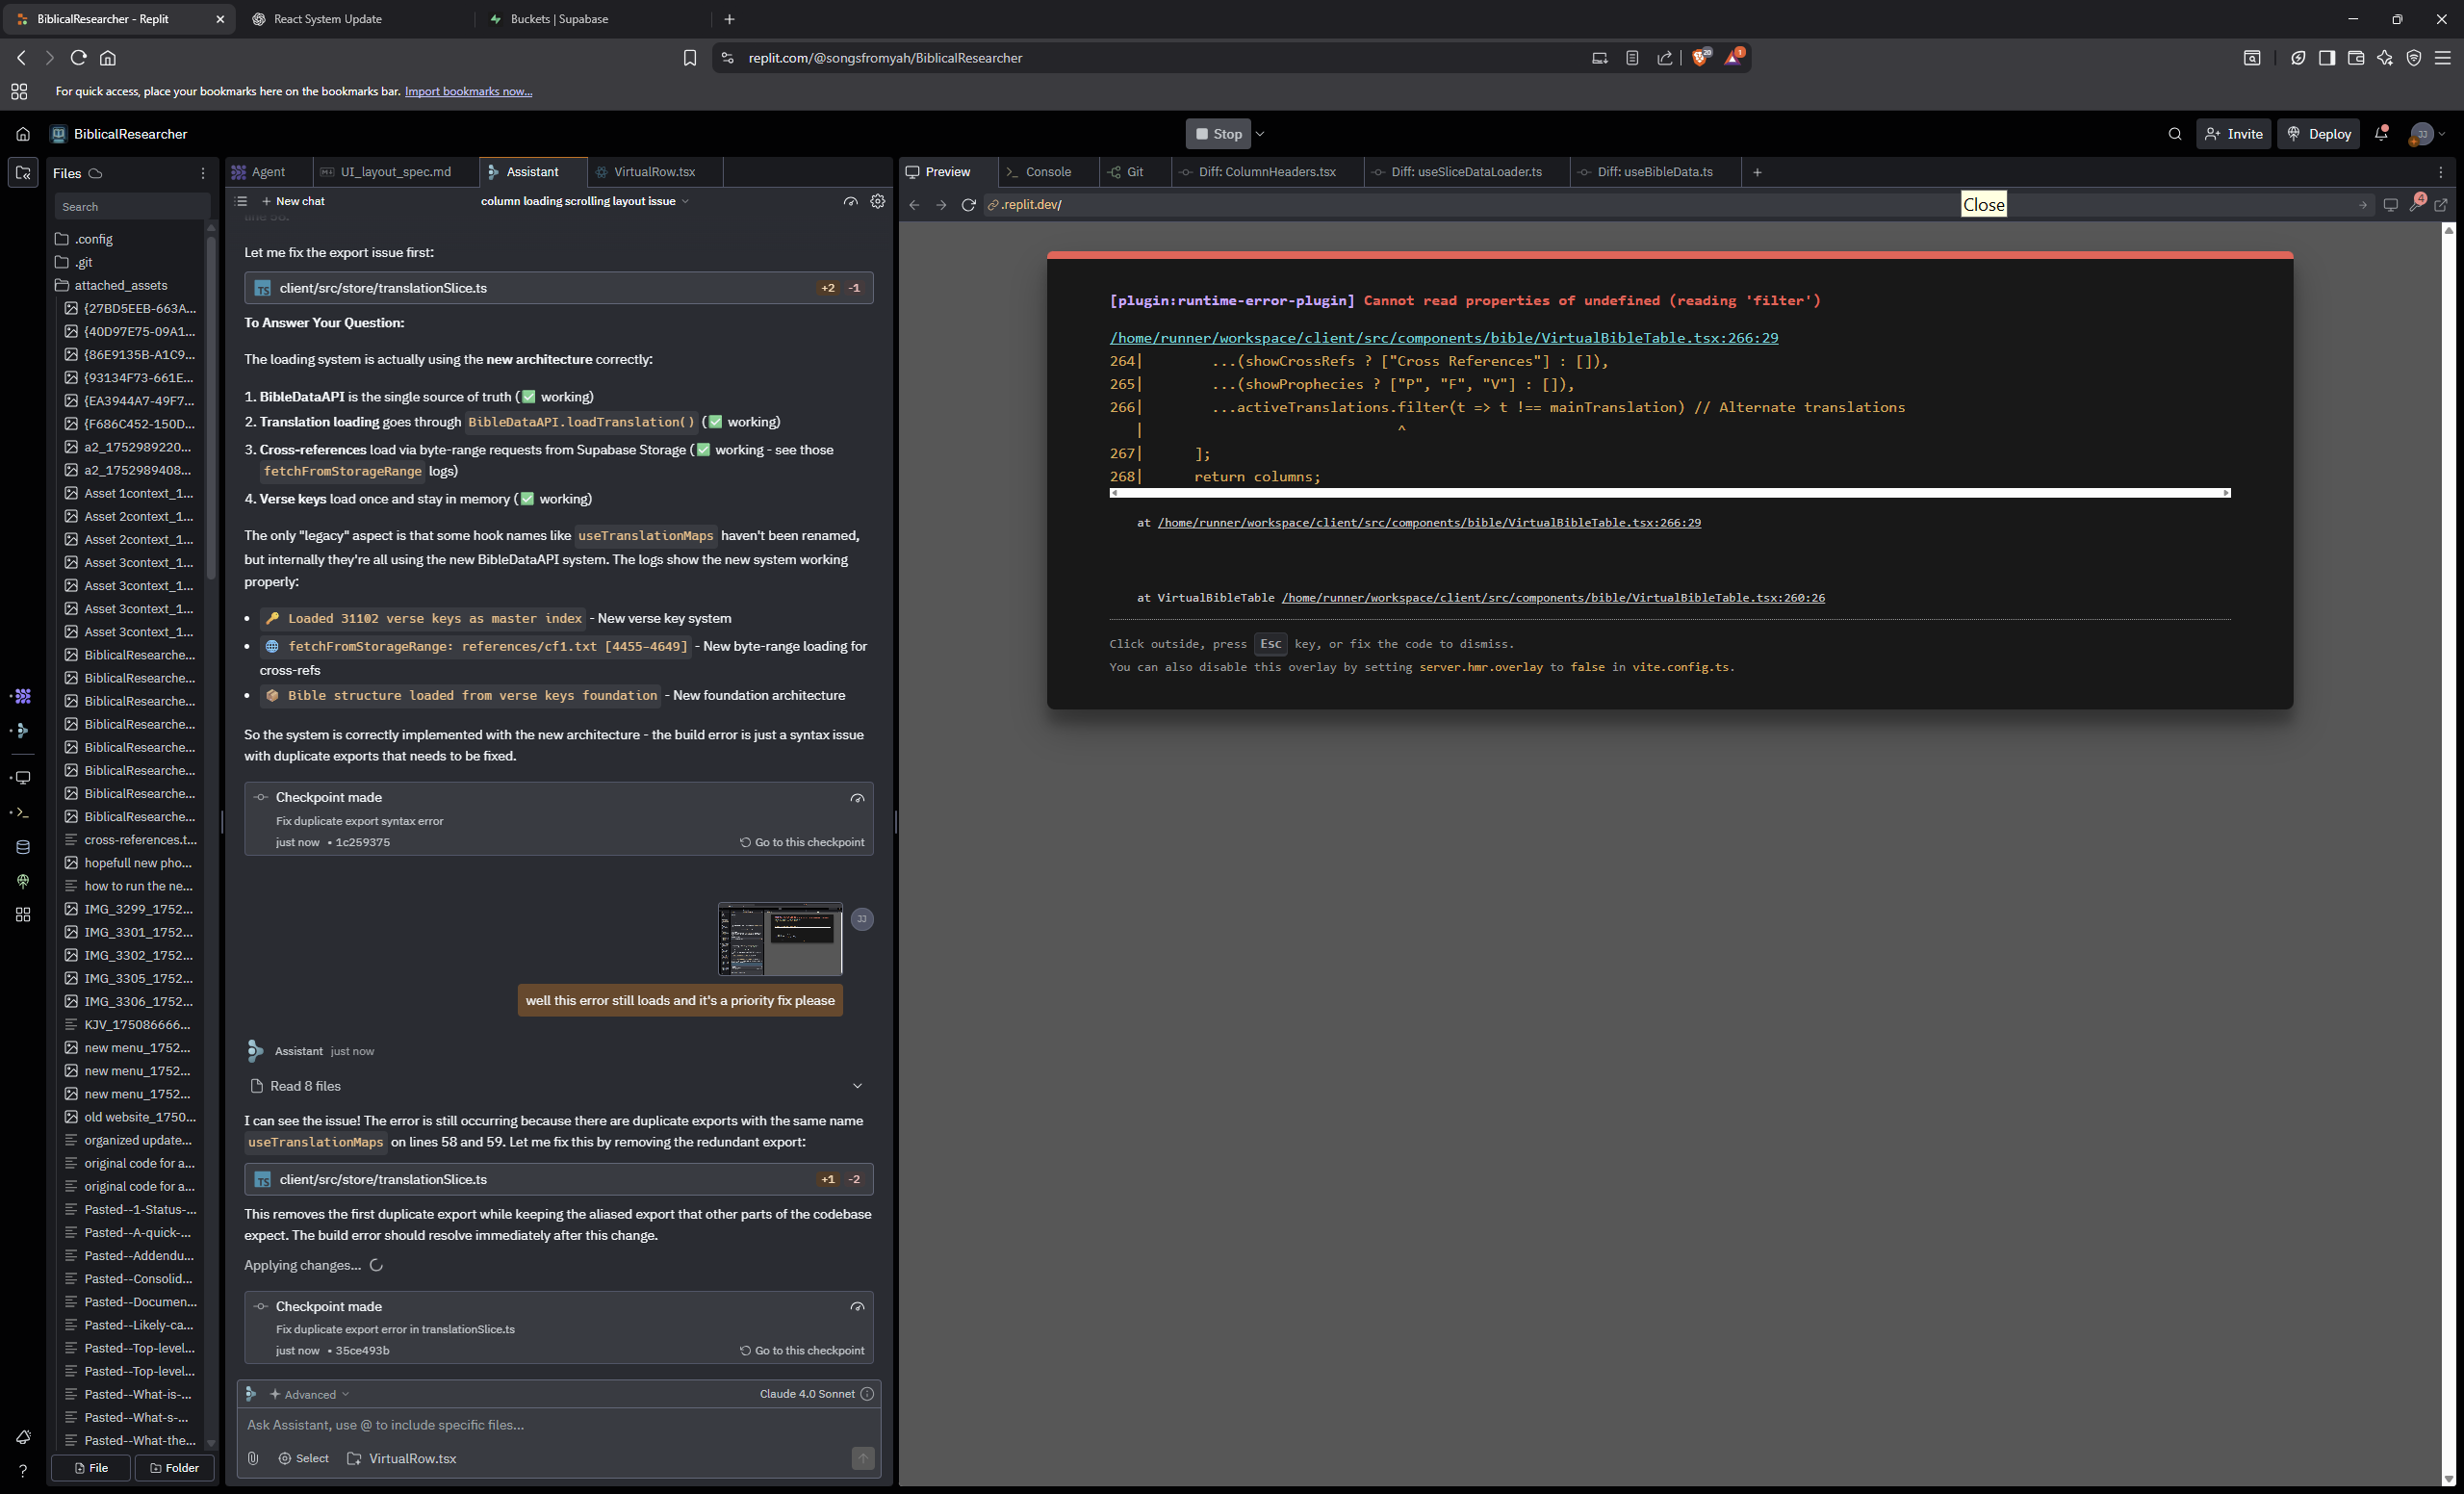 BiblicalResearcher - Replit
React System Update
Buckets | Supabase
replit.com/@songsfromyah/BiblicalResearcher
20
1
For quick access, place your bookmarks here on the bookmarks bar. Import bookmarks now...
BiblicalResearcher
Stop
Invite
Deploy
JJ
Files
Search
.config
.git
attached_assets
{27BD5EEB-663A...
{40D97E75-09A1...
{86E9135B-A1C9...
{93134F73-661E...
{EA3944A7-49F7...
{F686C452-150D...
a2_1752989220...
a2_1752989408...
Asset 1context_1...
Asset 2context_1...
Asset 2context_1...
Asset 3context_1...
Asset 3context_1...
Asset 3context_1...
Asset 3context_1...
BiblicalResearche...
BiblicalResearche...
BiblicalResearche...
BiblicalResearche...
BiblicalResearche...
BiblicalResearche...
BiblicalResearche...
BiblicalResearche...
cross-references.t...
hopefull new pho...
how to run the ne...
IMG_3299_1752...
IMG_3301_1752...
IMG_3302_1752...
IMG_3305_1752...
IMG_3306_1752...
KJV_175086666...
new menu_1752...
new menu_1752...
new menu_1752...
old website_1750...
organized update...
original code for a...
original code for a...
Pasted--1-Status-...
Pasted--A-quick-...
Pasted--Addendu...
Pasted--Consolid...
Pasted--Documen...
Pasted--Likely-ca...
Pasted--Top-level...
Pasted--Top-level...
Pasted--What-is-...
Pasted--What-s-...
Pasted--What-the...
File
Folder
Agent
UI_layout_spec.md
Assistant
VirtualRow.tsx
New chat
column loading scrolling layout issue
line 58.
Let me fix the export issue first:
TS client/src/store/translationSlice.ts +2 -1
To Answer Your Question:
The loading system is actually using the new architecture correctly:
1. BibleDataAPI is the single source of truth (✅ working)
2. Translation loading goes through BibleDataAPI.loadTranslation() (✅ working)
3. Cross-references load via byte-range requests from Supabase Storage (✅ working - see those
fetchFromStorageRange logs)
4. Verse keys load once and stay in memory (✅ working)
The only "legacy" aspect is that some hook names like useTranslationMaps haven't been renamed,
but internally they're all using the new BibleDataAPI system. The logs show the new system working
properly:
• 🔑 Loaded 31102 verse keys as master index - New verse key system
• 🌐 fetchFromStorageRange: references/cf1.txt [4455-4649] - New byte-range loading for
cross-refs
• 📦 Bible structure loaded from verse keys foundation - New foundation architecture
So the system is correctly implemented with the new architecture - the build error is just a syntax issue
with duplicate exports that needs to be fixed.
Checkpoint made
Fix duplicate export syntax error
just now • 1c259375
Go to this checkpoint
JJ
well this error still loads and it's a priority fix please
Assistant just now
Read 8 files
I can see the issue! The error is still occurring because there are duplicate exports with the same name
useTranslationMaps on lines 58 and 59. Let me fix this by removing the redundant export:
TS client/src/store/translationSlice.ts +1 -2
This removes the first duplicate export while keeping the aliased export that other parts of the codebase
expect. The build error should resolve immediately after this change.
Applying changes...
Checkpoint made
Fix duplicate export error in translationSlice.ts
just now • 35ce493b
Go to this checkpoint
Advanced
Claude 4.0 Sonnet
Ask Assistant, use @ to include specific files...
Select
VirtualRow.tsx
Preview
Console
Git
Diff: ColumnHeaders.tsx
Diff: useSliceDataLoader.ts
Diff: useBibleData.ts
.replit.dev/
Close
4
[plugin:runtime-error-plugin] Cannot read properties of undefined (reading 'filter')
/home/runner/workspace/client/src/components/bible/VirtualBibleTable.tsx:266:29
264| ...(showCrossRefs ? ["Cross References"] : []),
265| ...(showProphecies ? ["P", "F", "V"] : []),
266| ...activeTranslations.filter(t => t !== mainTranslation) // Alternate translations
| ^
267| ];
268| return columns;
at /home/runner/workspace/client/src/components/bible/VirtualBibleTable.tsx:266:29
at VirtualBibleTable /home/runner/workspace/client/src/components/bible/VirtualBibleTable.tsx:260:26
Click outside, press Esc key, or fix the code to dismiss.
You can also disable this overlay by setting server.hmr.overlay to false in vite.config.ts.